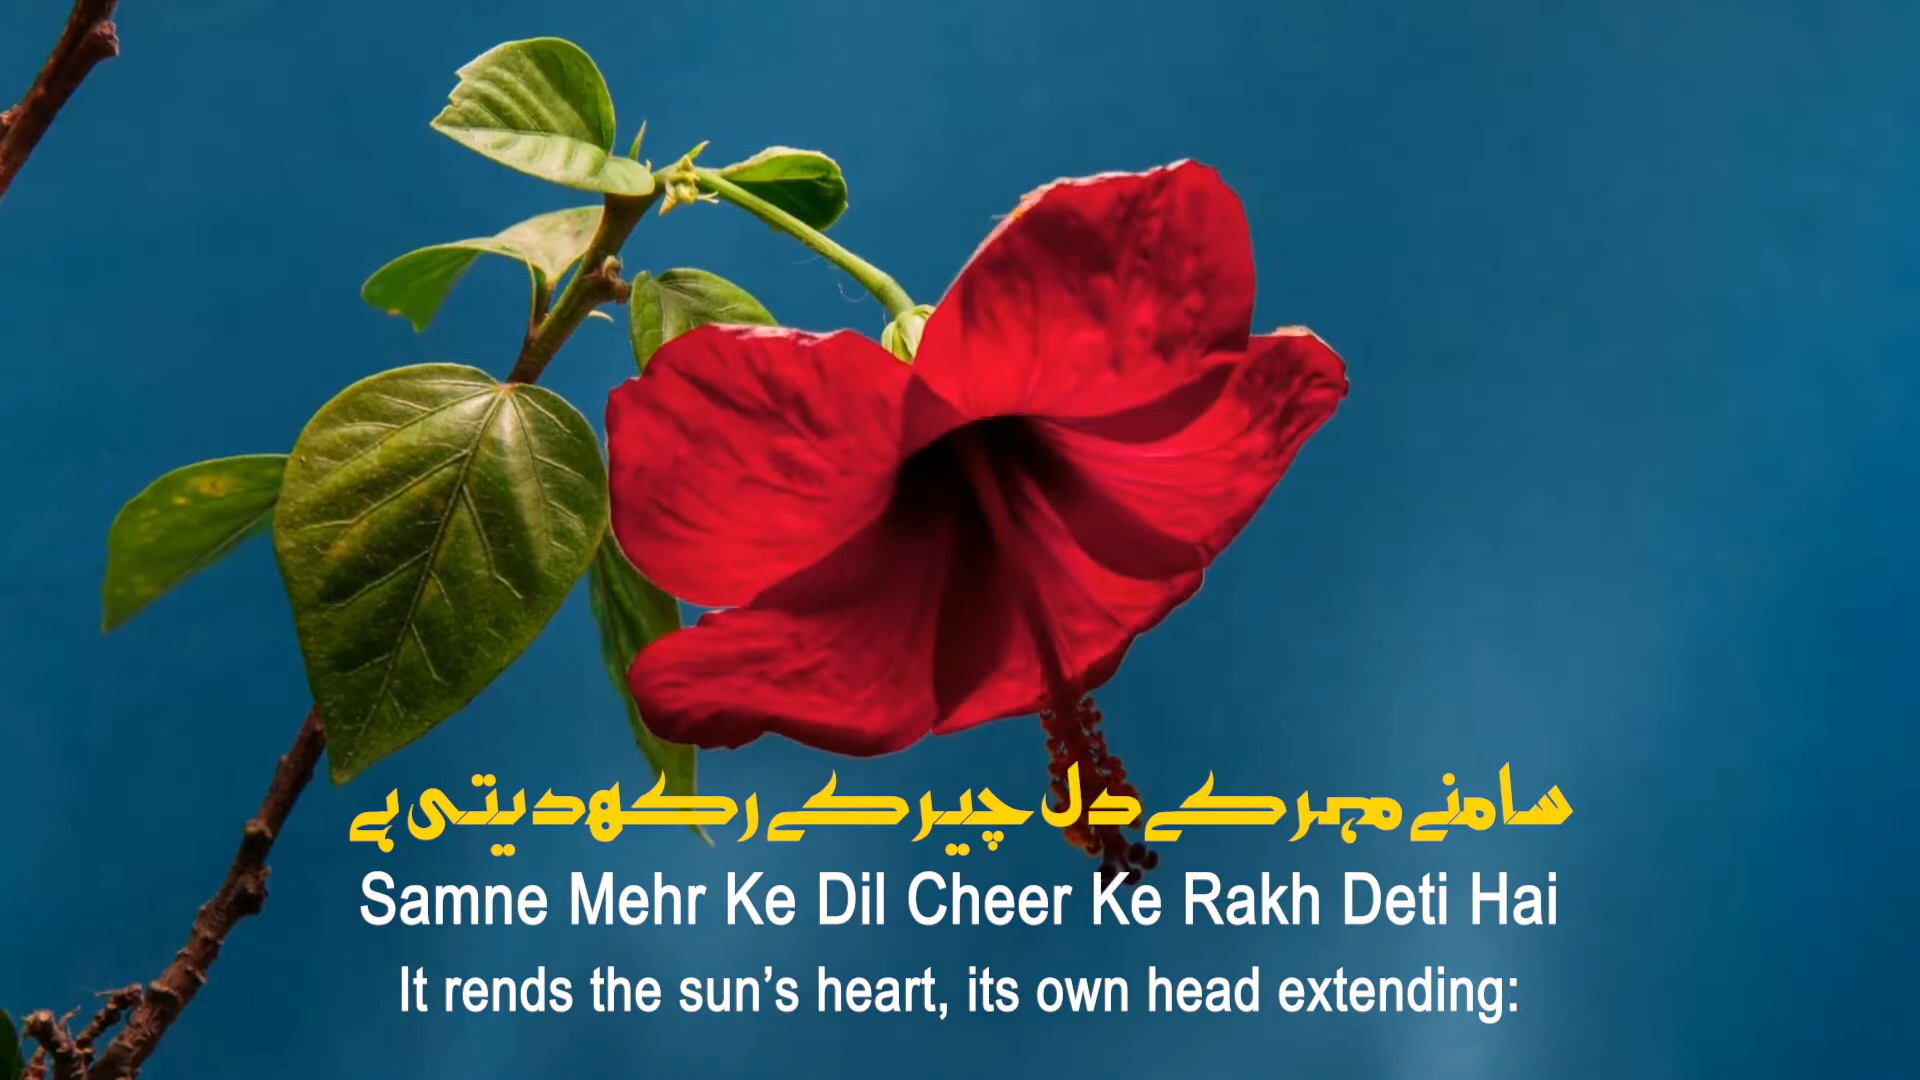 سامنے مہر کے دل چیر کے رکھ دیتی ہے
Samne Mehr Ke Dil Cheer Ke Rakh Deti Hai
It rends the sun’s heart, its own head extending: